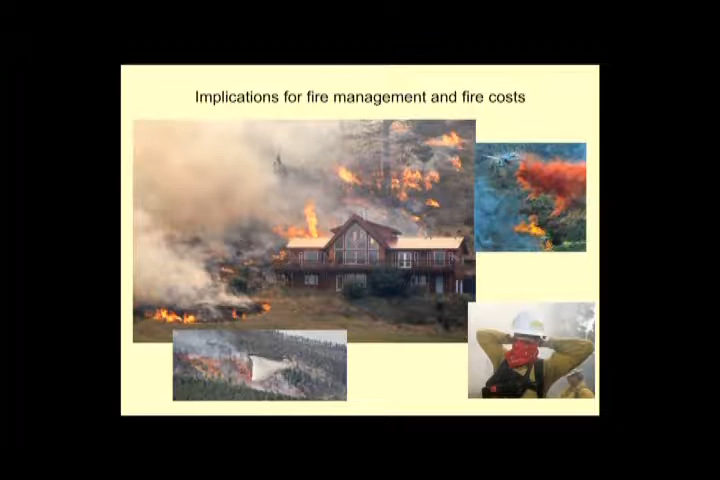 Implications for fire management and fire costs